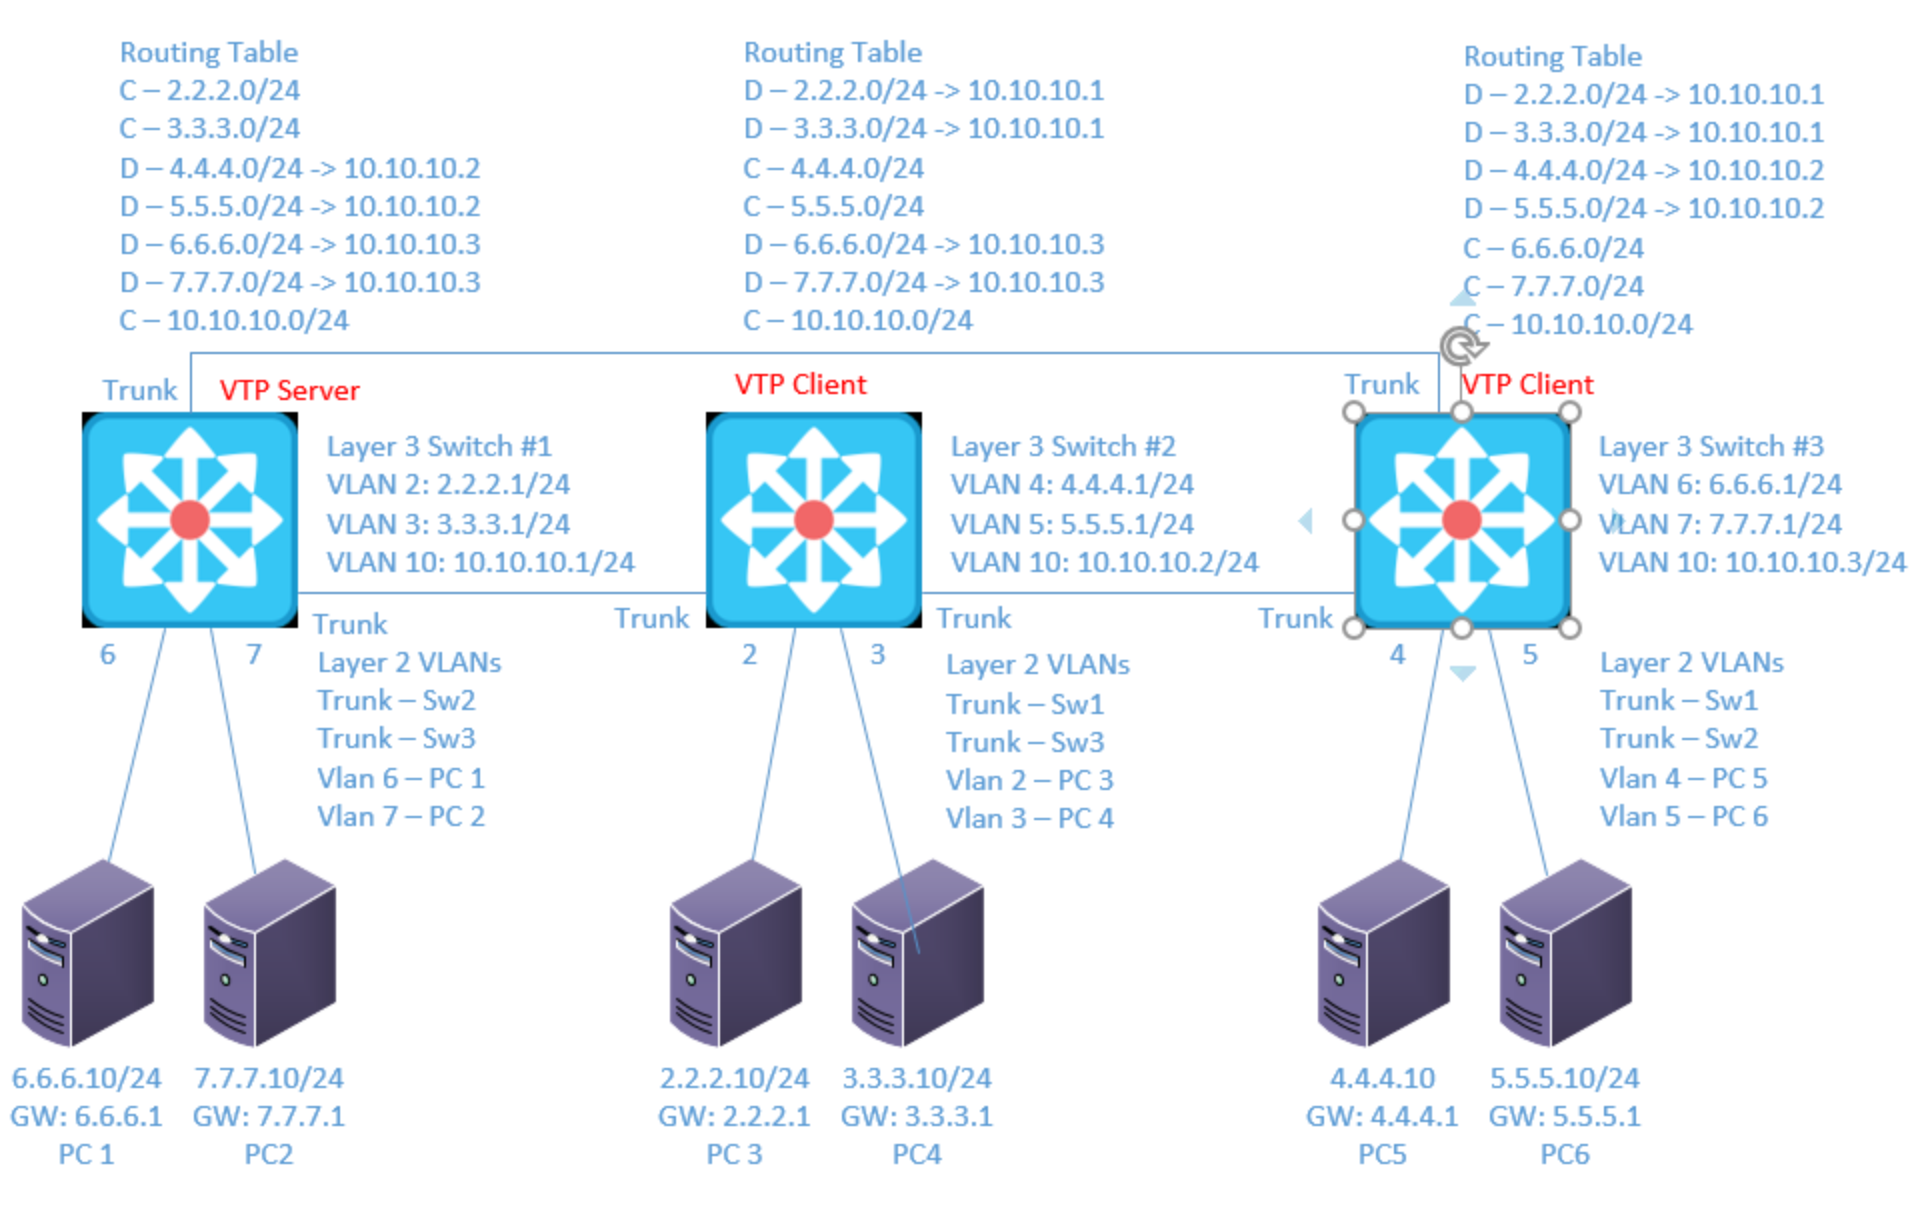 Routing Table
C – 2.2.2.0/24
C – 3.3.3.0/24
D – 4.4.4.0/24 -> 10.10.10.2
D – 5.5.5.0/24 -> 10.10.10.2
D – 6.6.6.0/24 -> 10.10.10.3
D – 7.7.7.0/24 -> 10.10.10.3
C – 10.10.10.0/24
Routing Table
D – 2.2.2.0/24 -> 10.10.10.1
D – 3.3.3.0/24 -> 10.10.10.1
C – 4.4.4.0/24
C – 5.5.5.0/24
D – 6.6.6.0/24 -> 10.10.10.3
D – 7.7.7.0/24 -> 10.10.10.3
C – 10.10.10.0/24
Routing Table
D – 2.2.2.0/24 -> 10.10.10.1
D – 3.3.3.0/24 -> 10.10.10.1
D – 4.4.4.0/24 -> 10.10.10.2
D – 5.5.5.0/24 -> 10.10.10.2
C – 6.6.6.0/24
C – 7.7.7.0/24
C – 10.10.10.0/24
Trunk
VTP Server
VTP Client
Trunk
VTP Client
Layer 3 Switch #1
VLAN 2: 2.2.2.1/24
VLAN 3: 3.3.3.1/24
VLAN 10: 10.10.10.1/24
Layer 3 Switch #2
VLAN 4: 4.4.4.1/24
VLAN 5: 5.5.5.1/24
VLAN 10: 10.10.10.2/24
Layer 3 Switch #3
VLAN 6: 6.6.6.1/24
VLAN 7: 7.7.7.1/24
VLAN 10: 10.10.10.3/24
Trunk
Trunk
Trunk
Trunk
6
7
2
3
4
5
Layer 2 VLANs
Trunk – Sw2
Trunk – Sw3
Vlan 6 – PC 1
Vlan 7 – PC 2
Layer 2 VLANs
Trunk – Sw1
Trunk – Sw3
Vlan 2 – PC 3
Vlan 3 – PC 4
Layer 2 VLANs
Trunk – Sw1
Trunk – Sw2
Vlan 4 – PC 5
Vlan 5 – PC 6
6.6.6.10/24
GW: 6.6.6.1
PC 1
7.7.7.10/24
GW: 7.7.7.1
PC2
2.2.2.10/24
GW: 2.2.2.1
PC 3
3.3.3.10/24
GW: 3.3.3.1
PC4
4.4.4.10
GW: 4.4.4.1
PC5
5.5.5.10/24
GW: 5.5.5.1
PC6